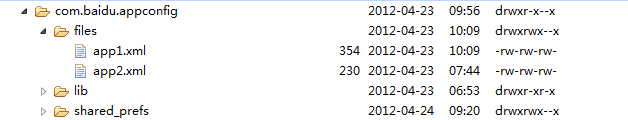 com.baidu.appconfig 2012-04-23 09:56 drwxr-x--x
files 2012-04-23 10:09 drwxrwx--x
app1.xml 354 2012-04-23 10:09 -rw-rw-rw-
app2.xml 230 2012-04-23 07:44 -rw-rw-rw-
lib 2012-04-23 06:53 drwxr-xr-x
shared_prefs 2012-04-24 09:20 drwxrwx--x